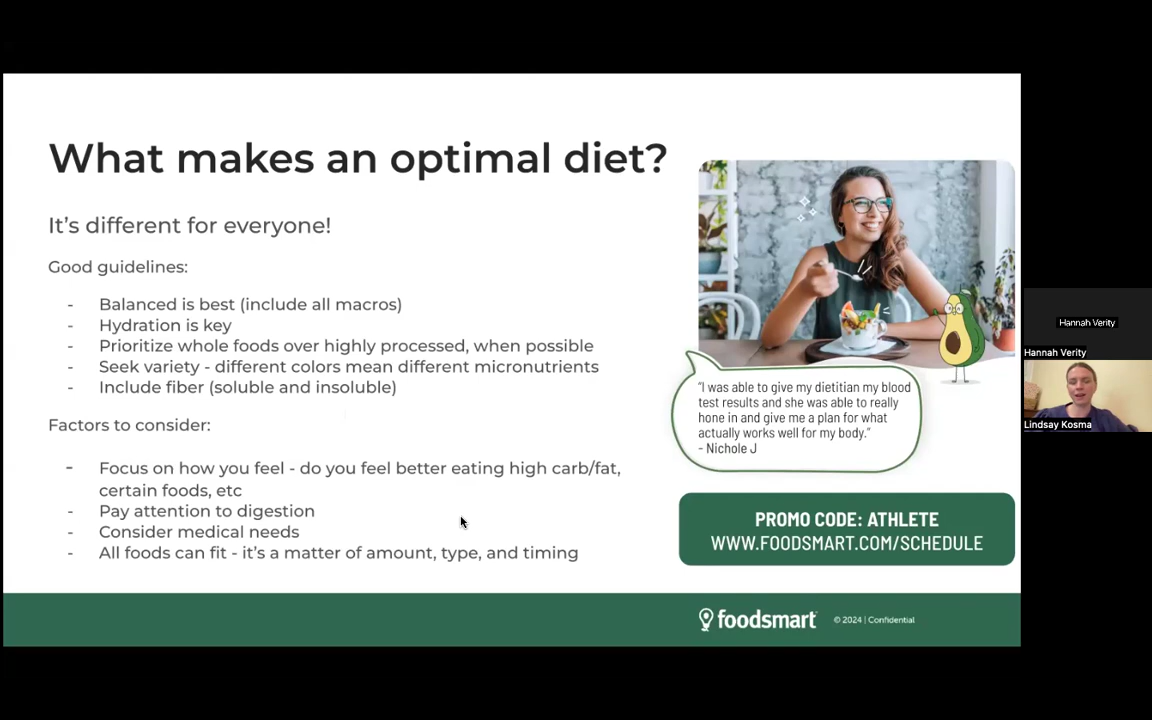 What makes an optimal diet?
It's different for everyone!
Good guidelines:
- Balanced is best (include all macros)
- Hydration is key
- Prioritize whole foods over highly processed, when possible
- Seek variety - different colors mean different micronutrients
- Include fiber (soluble and insoluble)
Factors to consider:
- Focus on how you feel - do you feel better eating high carb/fat,
certain foods, etc
- Pay attention to digestion
- Consider medical needs
- All foods can fit - it's a matter of amount, type, and timing
"I was able to give my dietitian my blood
test results and she was able to really
hone in and give me a plan for what
actually works well for my body."
- Nichole J
PROMO CODE: ATHLETE
WWW.FOODSMART.COM/SCHEDULE
foodsmart
© 2024 | Confidential
Hannah Verity
Hannah Verity
Lindsay Kosma